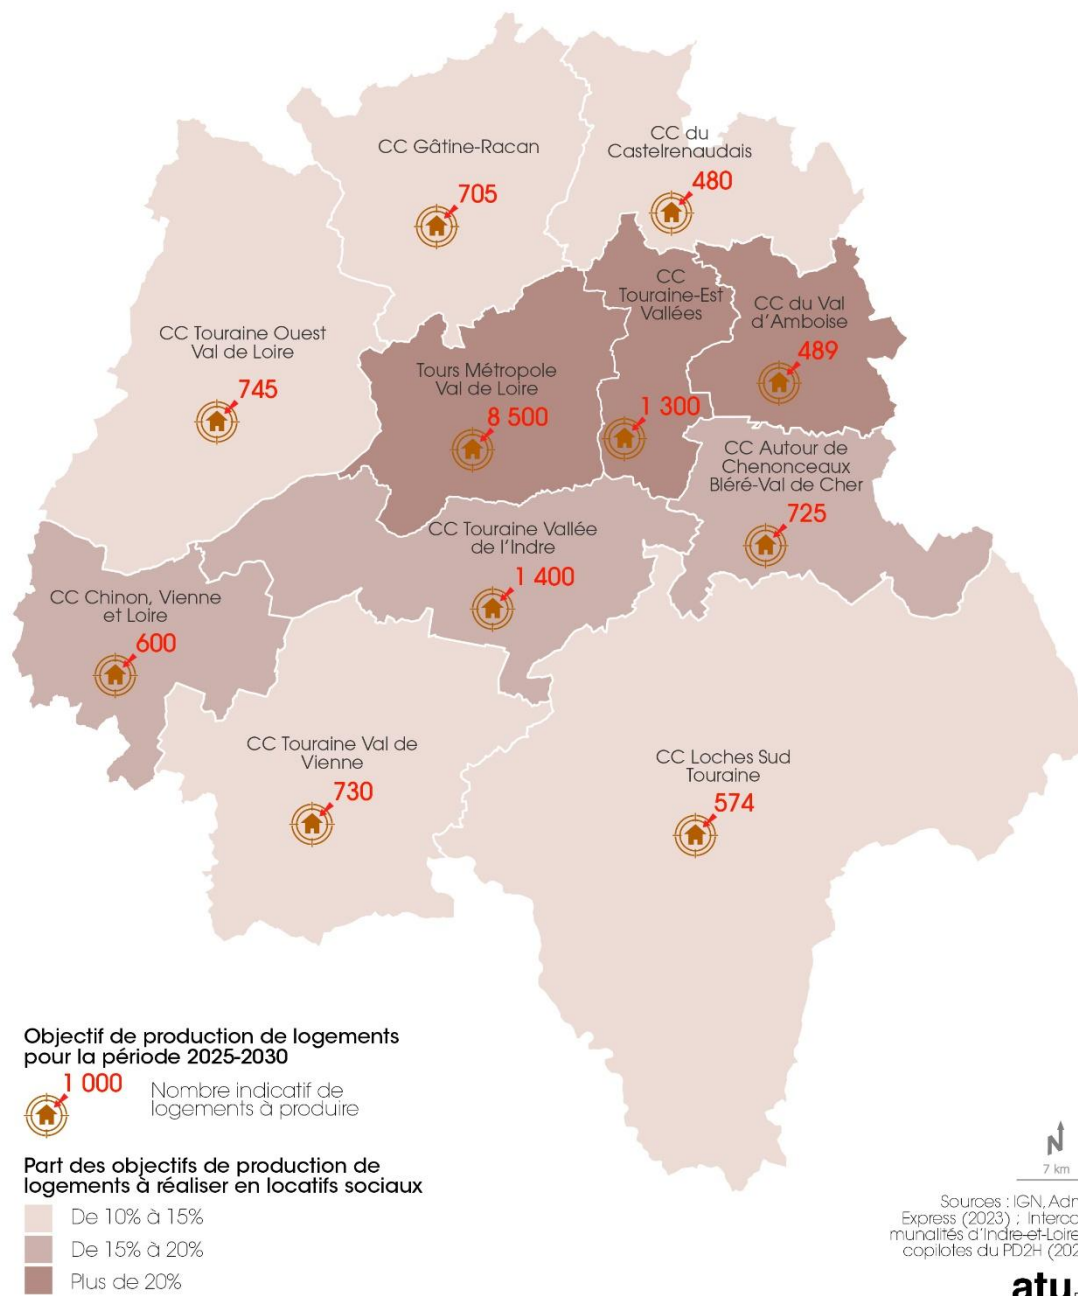 CC Gâtine-Racan
705
CC du
Castelrenaudais
480
CC
Touraine-Est
Vallées
1 300
CC du Val
d'Amboise
489
CC Touraine Ouest
Val de Loire
745
Tours Métropole
Val de Loire
8 500
CC Autour de
Chenonceaux
Bléré-Val de Cher
725
CC Touraine Vallée
de l'Indre
1 400
CC Chinon, Vienne
et Loire
600
CC Touraine Val de
Vienne
730
CC Loches Sud
Touraine
574
Objectif de production de logements
pour la période 2025-2030
1 000
Nombre indicatif de
logements à produire
Part des objectifs de production de
logements à réaliser en locatifs sociaux
De 10% à 15%
De 15% à 20%
Plus de 20%
N
7 km
Sources : IGN,
Express (2023) ;
munalités d'Indre-et-Loire
copilotes du PD2H
atu